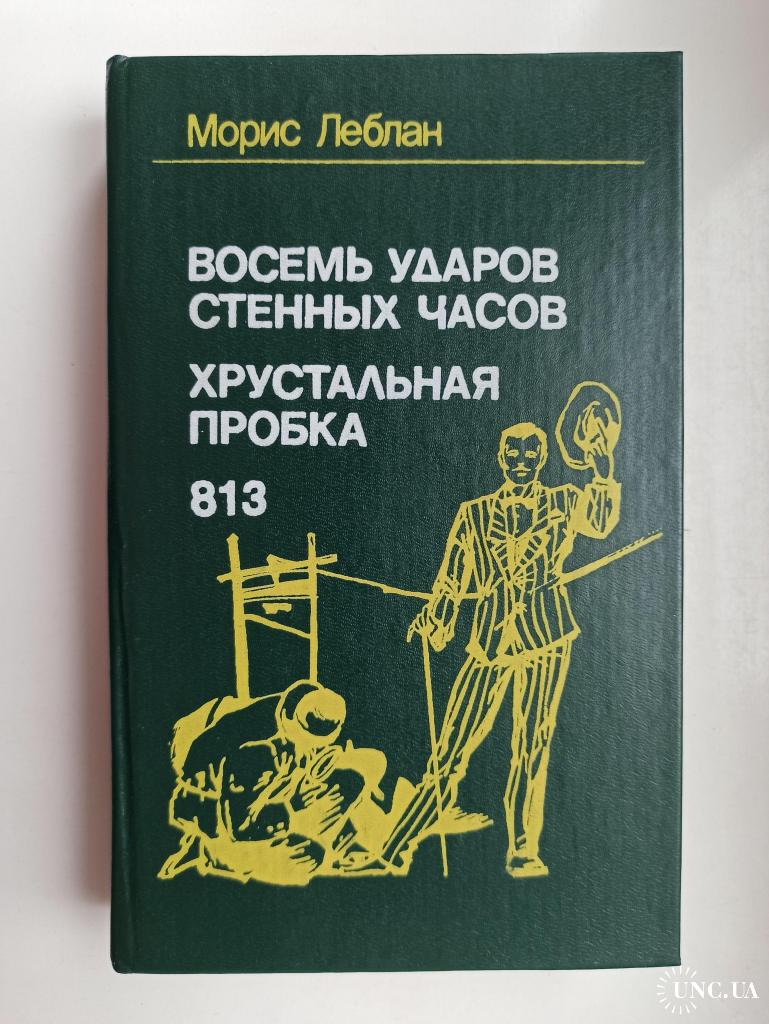 Морис Леблан
ВОСЕМЬ УДАРОВ
СТЕННЫХ ЧАСОВ
ХРУСТАЛЬНАЯ
ПРОБКА
813
UNC.UA